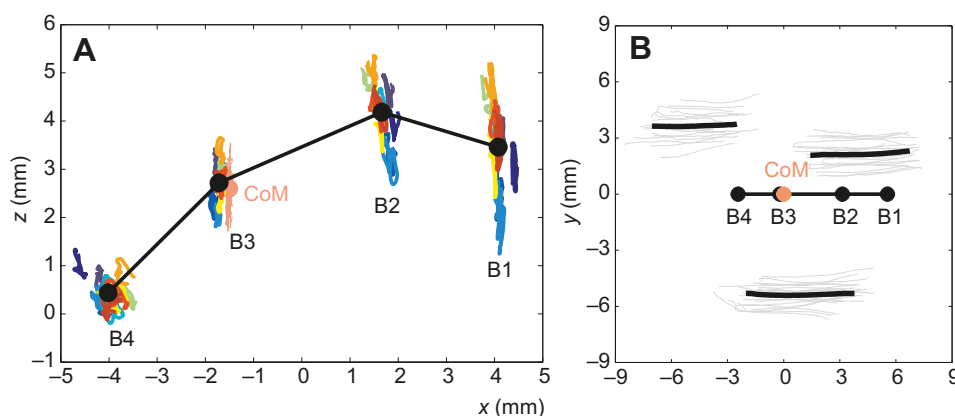 A
6
5
4
3
2
1
0
–1
z (mm)
CoM
B3
B2
B1
B4
–5 –4 –3 –2 –1 0 1 2 3 4 5
x (mm)
B
9
6
3
0
–3
–6
–9
y (mm)
CoM
B4 B3 B2 B1
–9 –6 –3 0 3 6 9